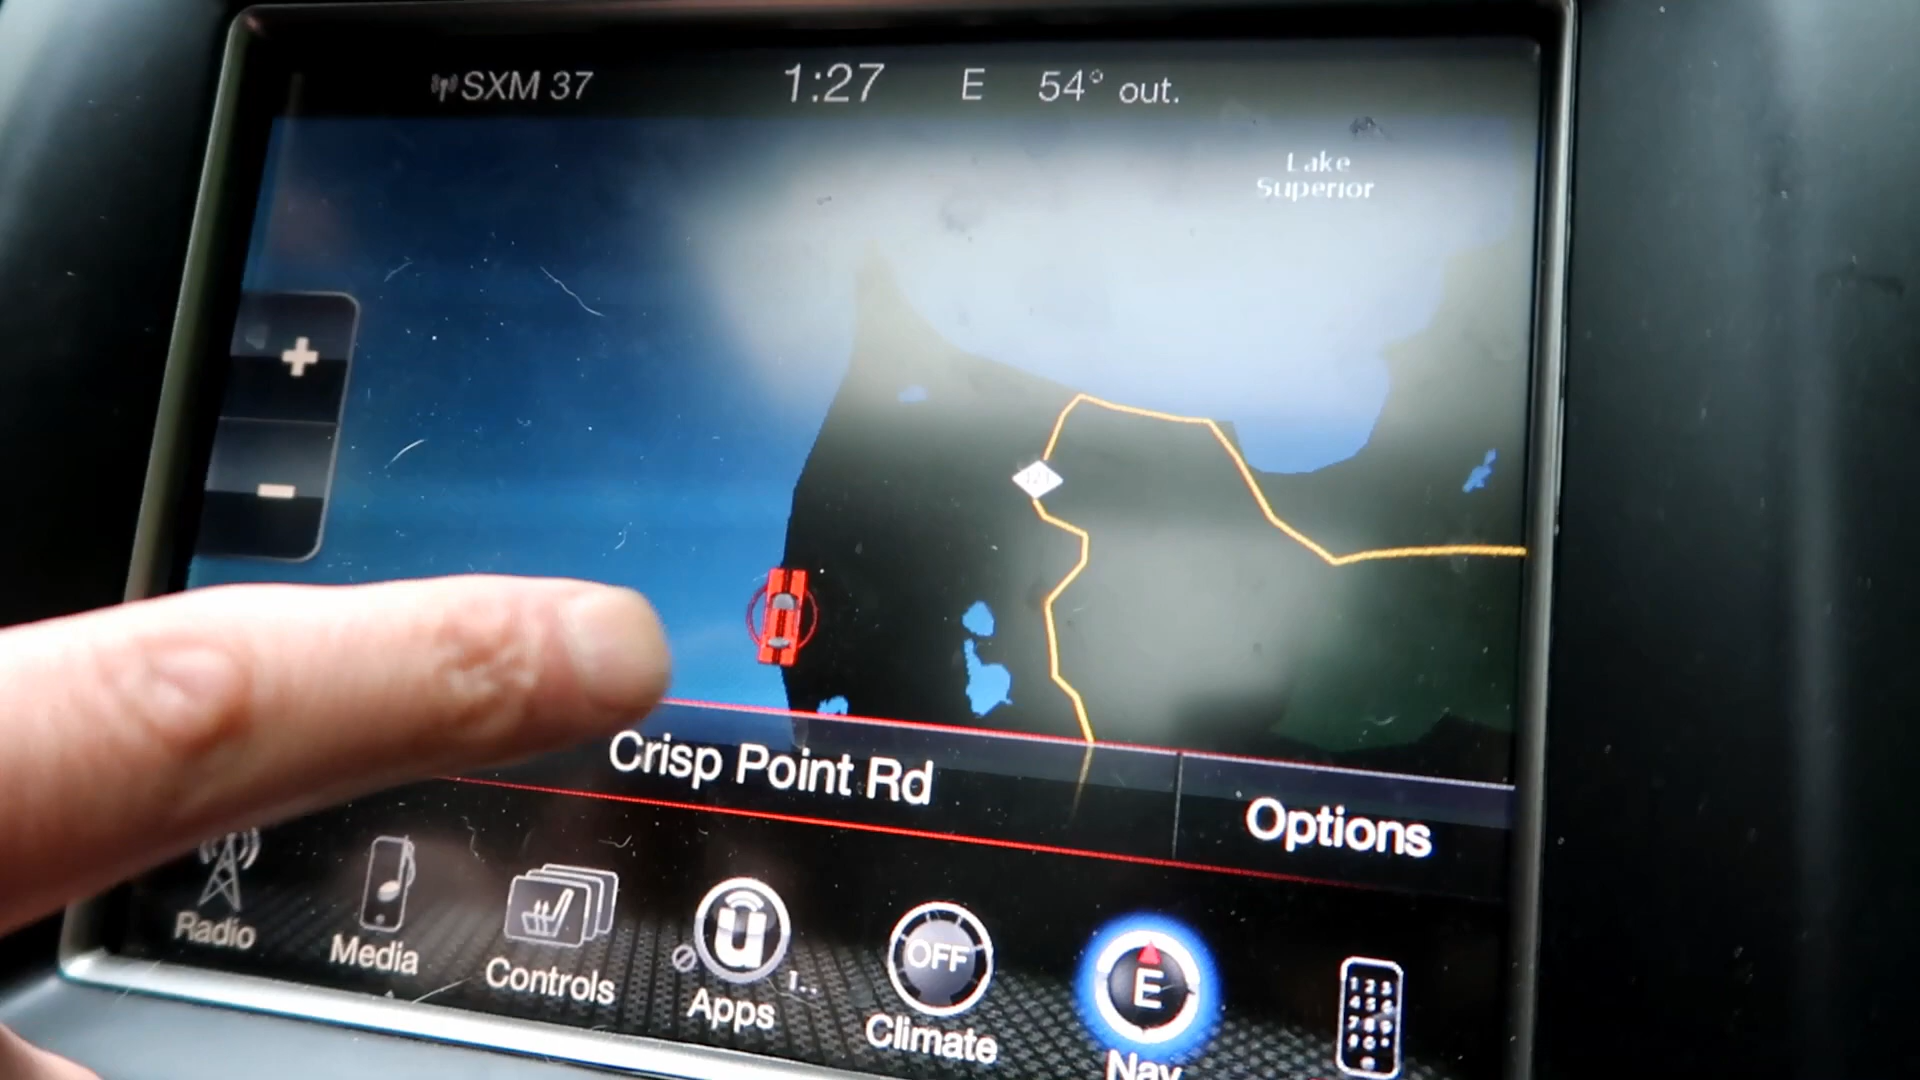 SXM 37 1:27 E 54° out.
Lake
Superior
Crisp Point Rd
Options
OFF
E
Radio
Media
Controls
Apps
1..
Climate
Nav